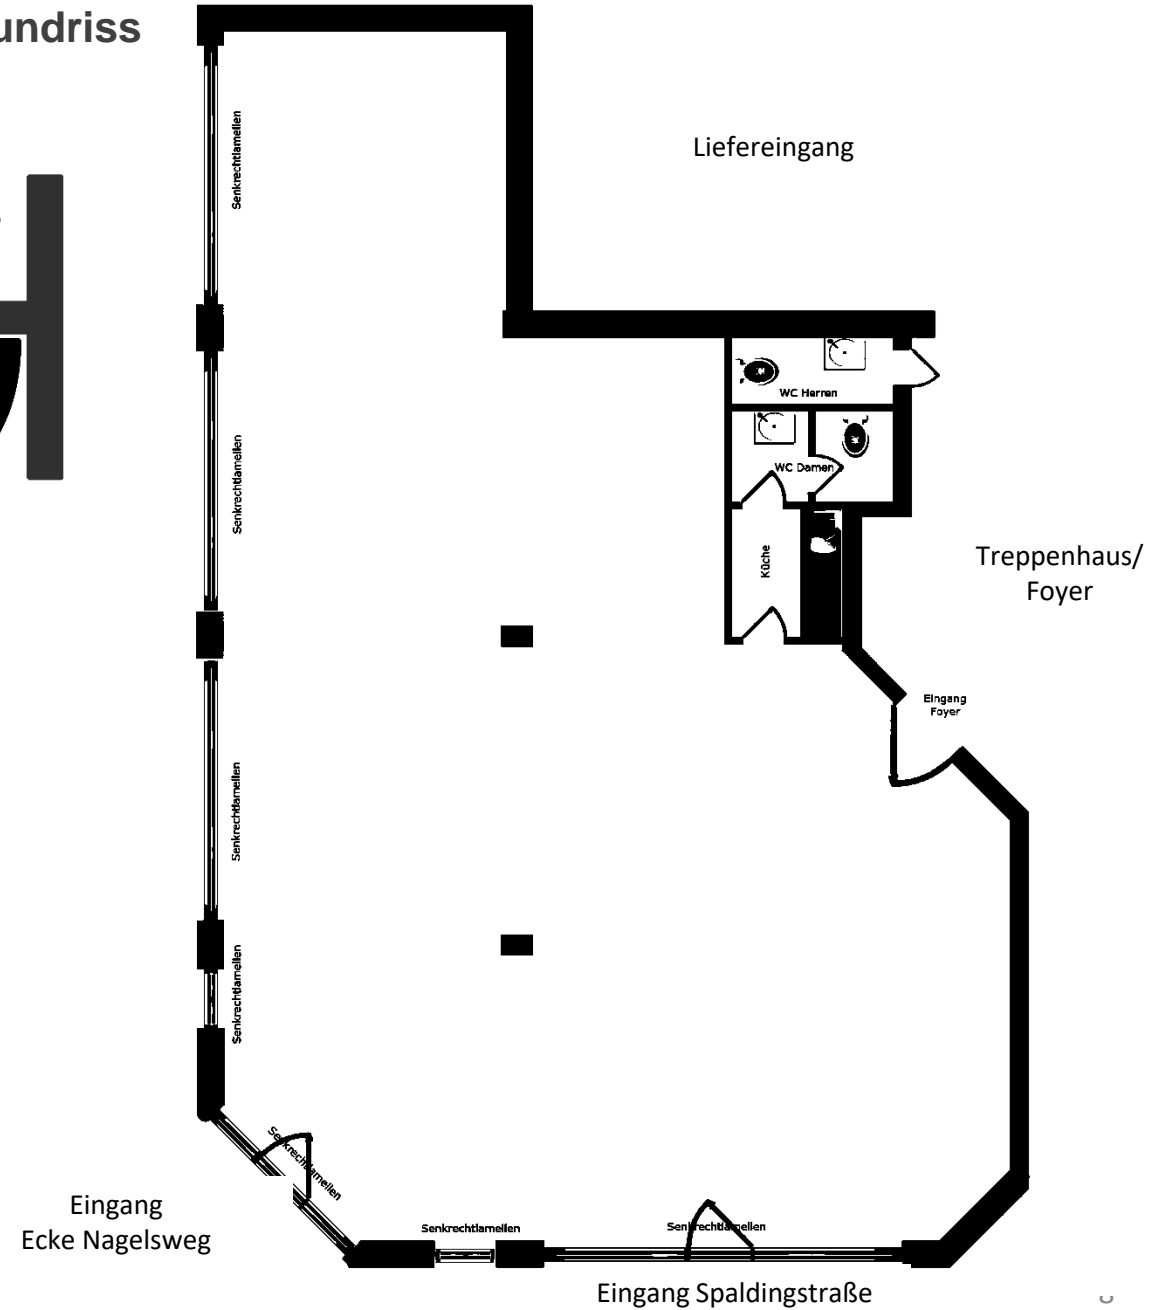 undriss
Senkrechtlamellen
Liefereingang
WC Herren
Senkrechtlamellen
WC Damen
Küche
Treppenhaus/
Foyer
Eingang
Foyer
Senkrechtlamellen
Senkrechtlamellen
Senkrechtlamellen
Eingang
Ecke Nagelsweg
Senkrechtlamellen
Senkrechtlamellen
Eingang Spaldingstraße